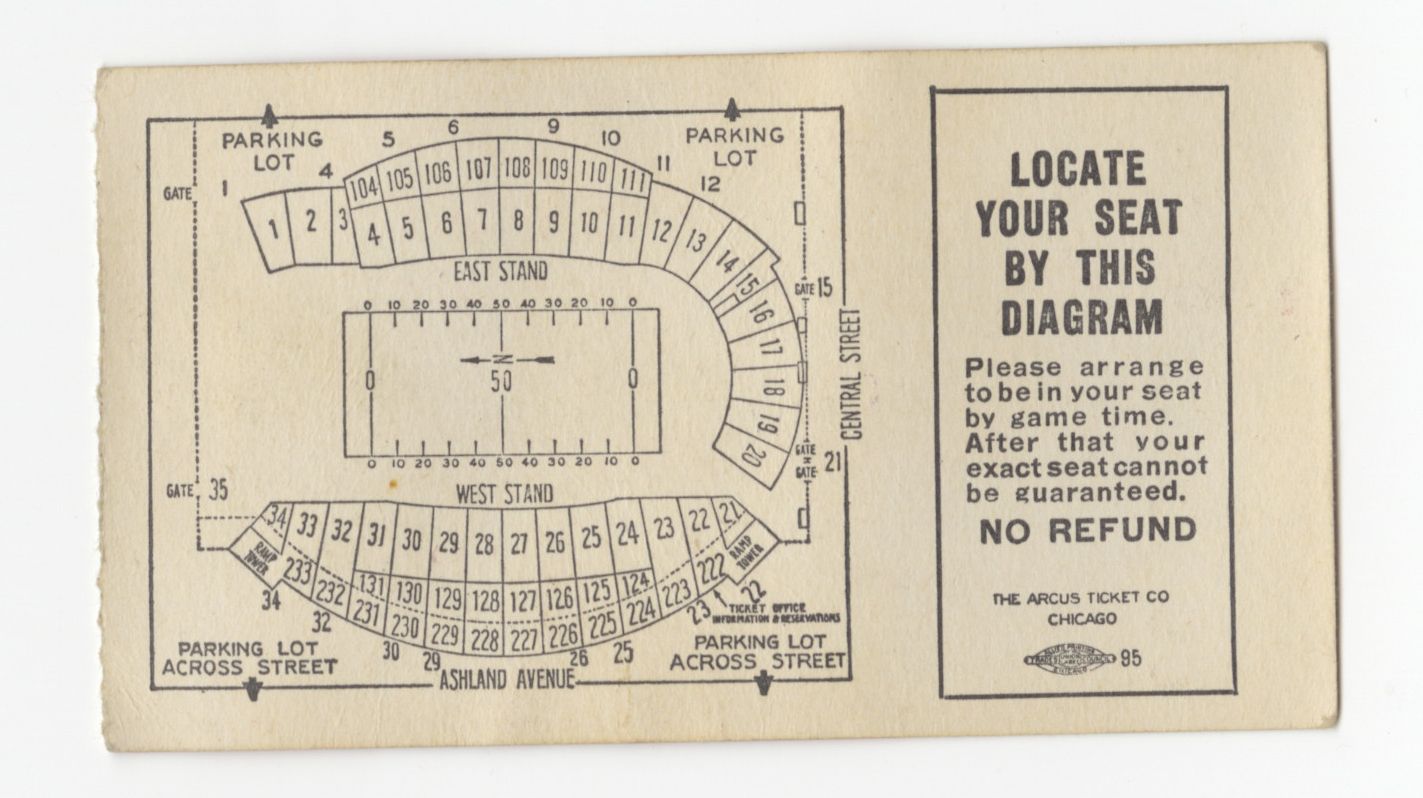 PARKING
LOT
PARKING
LOT
GATE 1
4
5
6
9
10
11
12
104 105 106 107 108 109 110 111
1 2 3 4 5 6 7 8 9 10 11 12 13 14 15 16 17 18 19 20
EAST STAND
0 10 20 30 40 50 40 30 20 10 0
N
0 50 0
0 10 20 30 40 50 40 30 20 10 0
GATE 15
CENTRAL STREET
GATE
GATE 21
GATE 35
WEST STAND
34 33 32 31 30 29 28 27 26 25 24 23 22 21
RAMP
TOWER
RAMP
TOWER
131 130 129 128 127 126 125 124
233 232 231 230 229 228 227 226 225 224 223 222
34
32
30
29
26
25
23
22
TICKET OFFICE
INFORMATION & RESERVATIONS
PARKING LOT
ACROSS STREET
PARKING LOT
ACROSS STREET
ASHLAND AVENUE
LOCATE
YOUR SEAT
BY THIS
DIAGRAM
Please arrange
to be in your seat
by game time.
After that your
exact seat cannot
be guaranteed.
NO REFUND
THE ARCUS TICKET CO
CHICAGO
TRADES UNION LABEL COUNCIL
CHICAGO
95